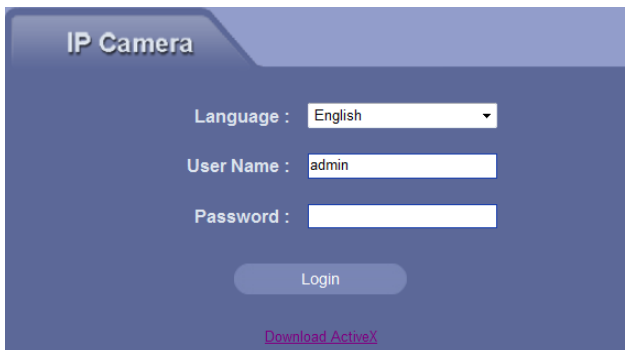 IP Camera
Language : English
User Name : admin
Password :
Login
Download ActiveX